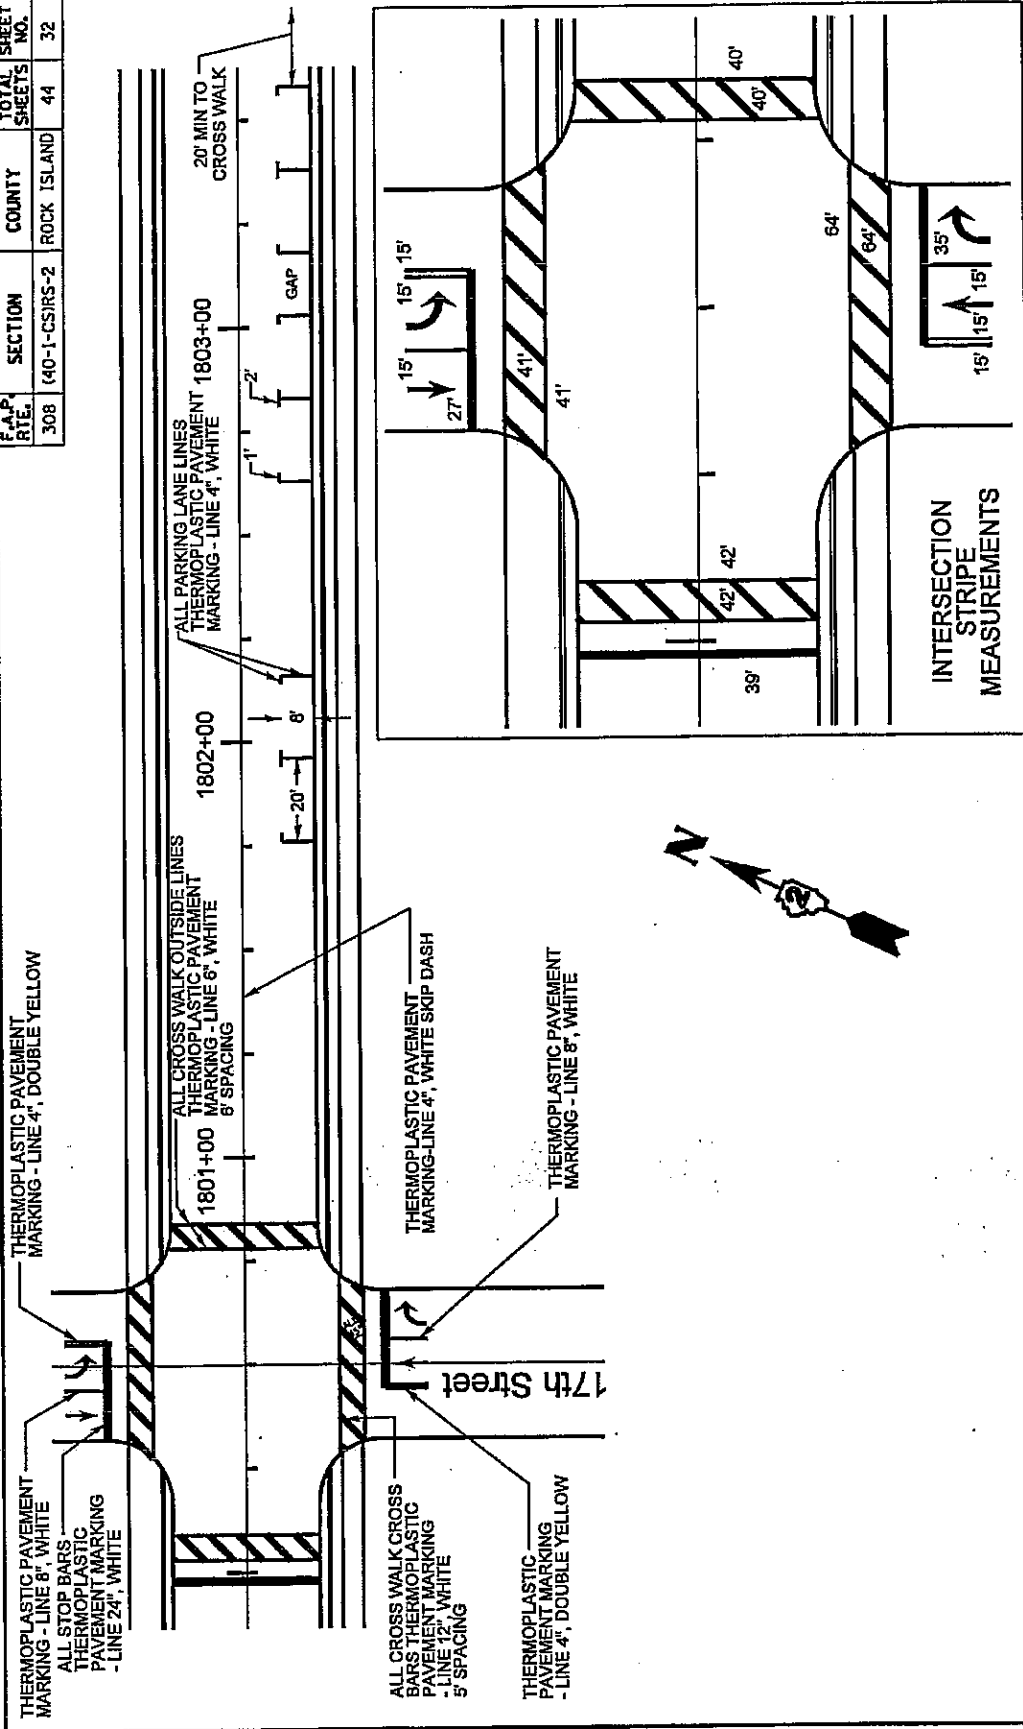 F.A.P. RTE.
SECTION
COUNTY
TOTAL SHEETS
SHEET NO.
308
(40-1-CS)RS-2
ROCK ISLAND
44
32
THERMOPLASTIC PAVEMENT
MARKING - LINE 8", WHITE
ALL STOP BARS
THERMOPLASTIC
PAVEMENT MARKING
- LINE 24", WHITE
THERMOPLASTIC PAVEMENT
MARKING - LINE 4", DOUBLE YELLOW
ALL CROSS WALK OUTSIDE LINES
THERMOPLASTIC PAVEMENT
MARKING - LINE 6", WHITE
6' SPACING
ALL PARKING LANE LINES
THERMOPLASTIC PAVEMENT
MARKING - LINE 4", WHITE
20' MIN TO
CROSS WALK
1801+00
1802+00
1803+00
20'
8'
1'
2'
GAP
17th Street
ALL CROSS WALK CROSS
BARS THERMOPLASTIC
PAVEMENT MARKING
- LINE 12", WHITE
5' SPACING
THERMOPLASTIC
PAVEMENT MARKING
- LINE 4", DOUBLE YELLOW
THERMOPLASTIC PAVEMENT
MARKING-LINE 4", WHITE SKIP DASH
THERMOPLASTIC PAVEMENT
MARKING - LINE 8", WHITE
N
2
27'
15'
15'
15'
41'
41'
40'
40'
42'
42'
39'
64'
64'
35'
15'
15'
15'
INTERSECTION
STRIPE
MEASUREMENTS